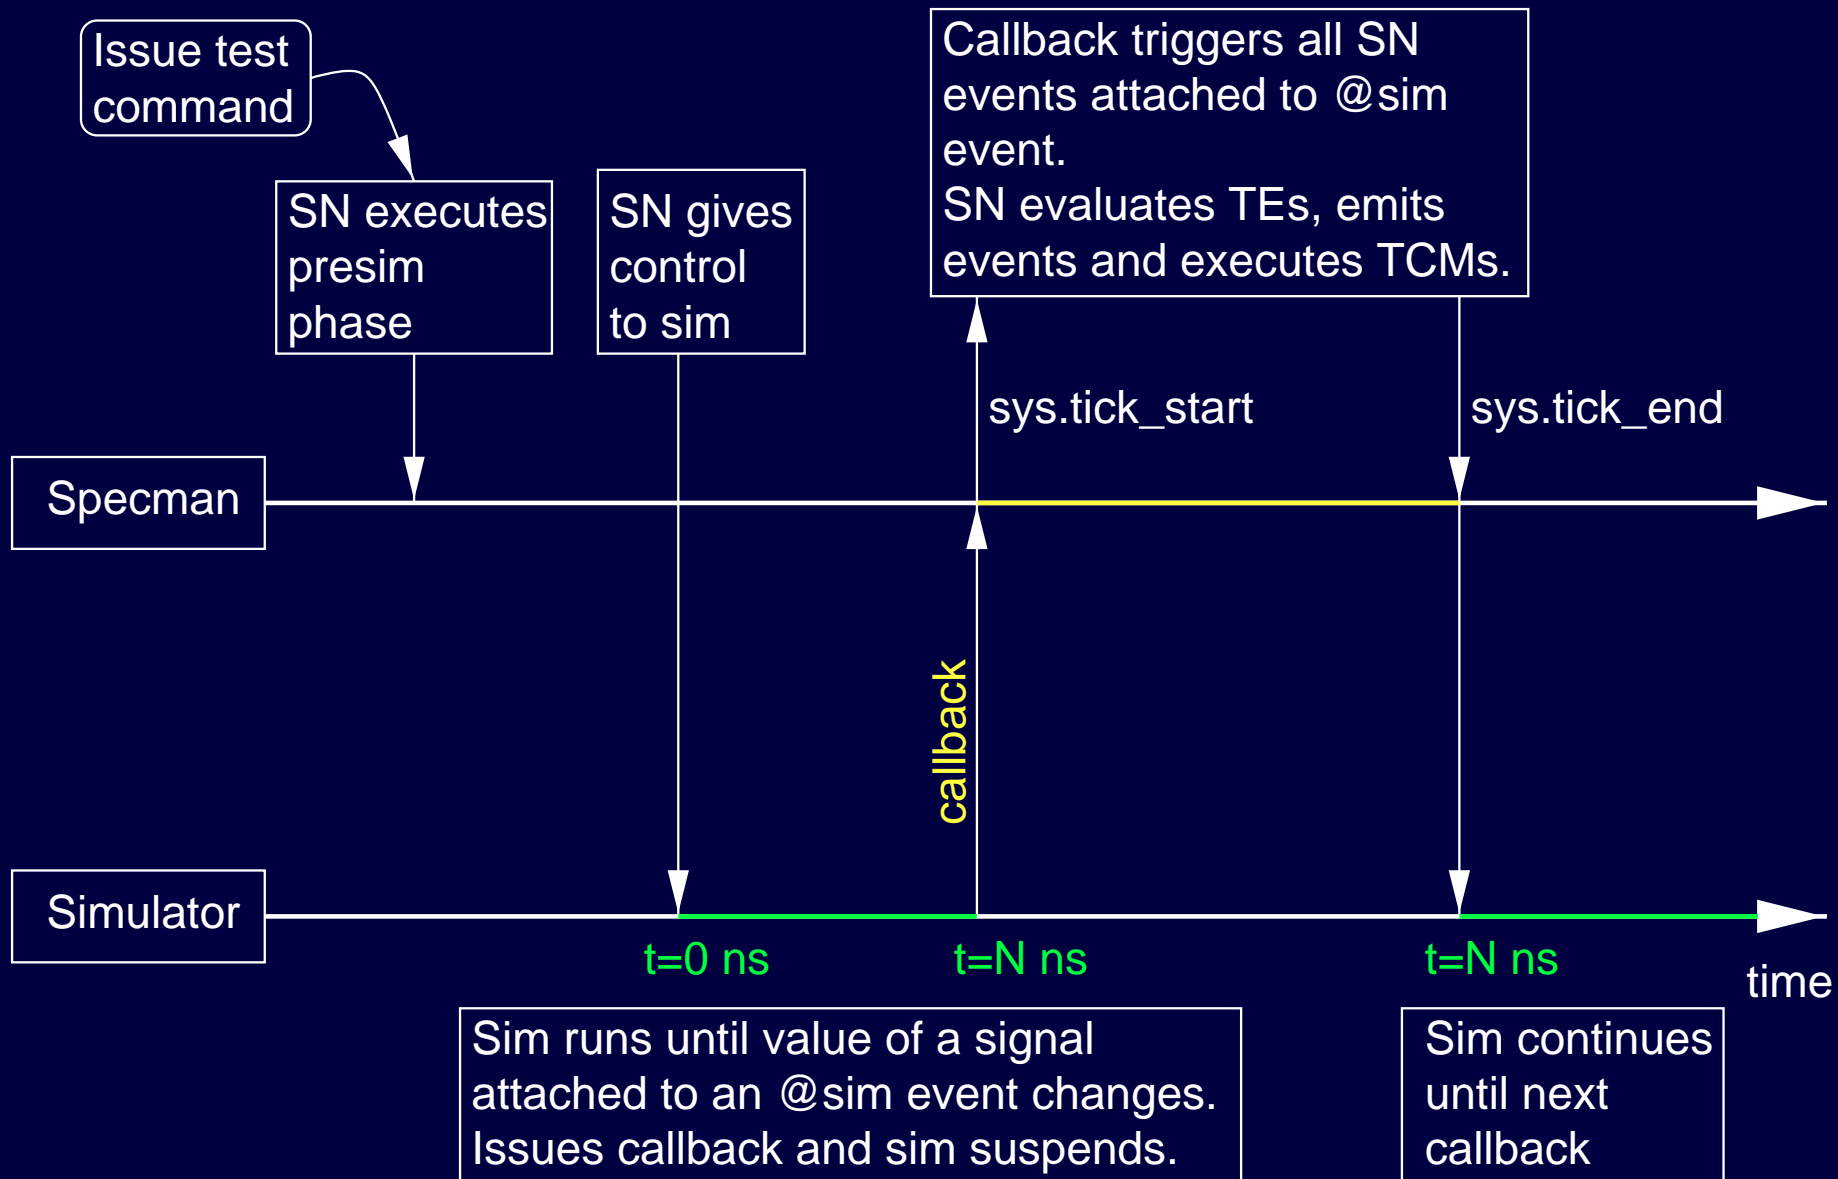 Issue test
command
SN executes
presim
phase
SN gives
control
to sim
Callback triggers all SN
events attached to @sim
event.
SN evaluates TEs, emits
events and executes TCMs.
sys.tick_start
sys.tick_end
Specman
callback
Simulator
t=0 ns
t=N ns
t=N ns
time
Sim runs until value of a signal
attached to an @sim event changes.
Issues callback and sim suspends.
Sim continues
until next
callback